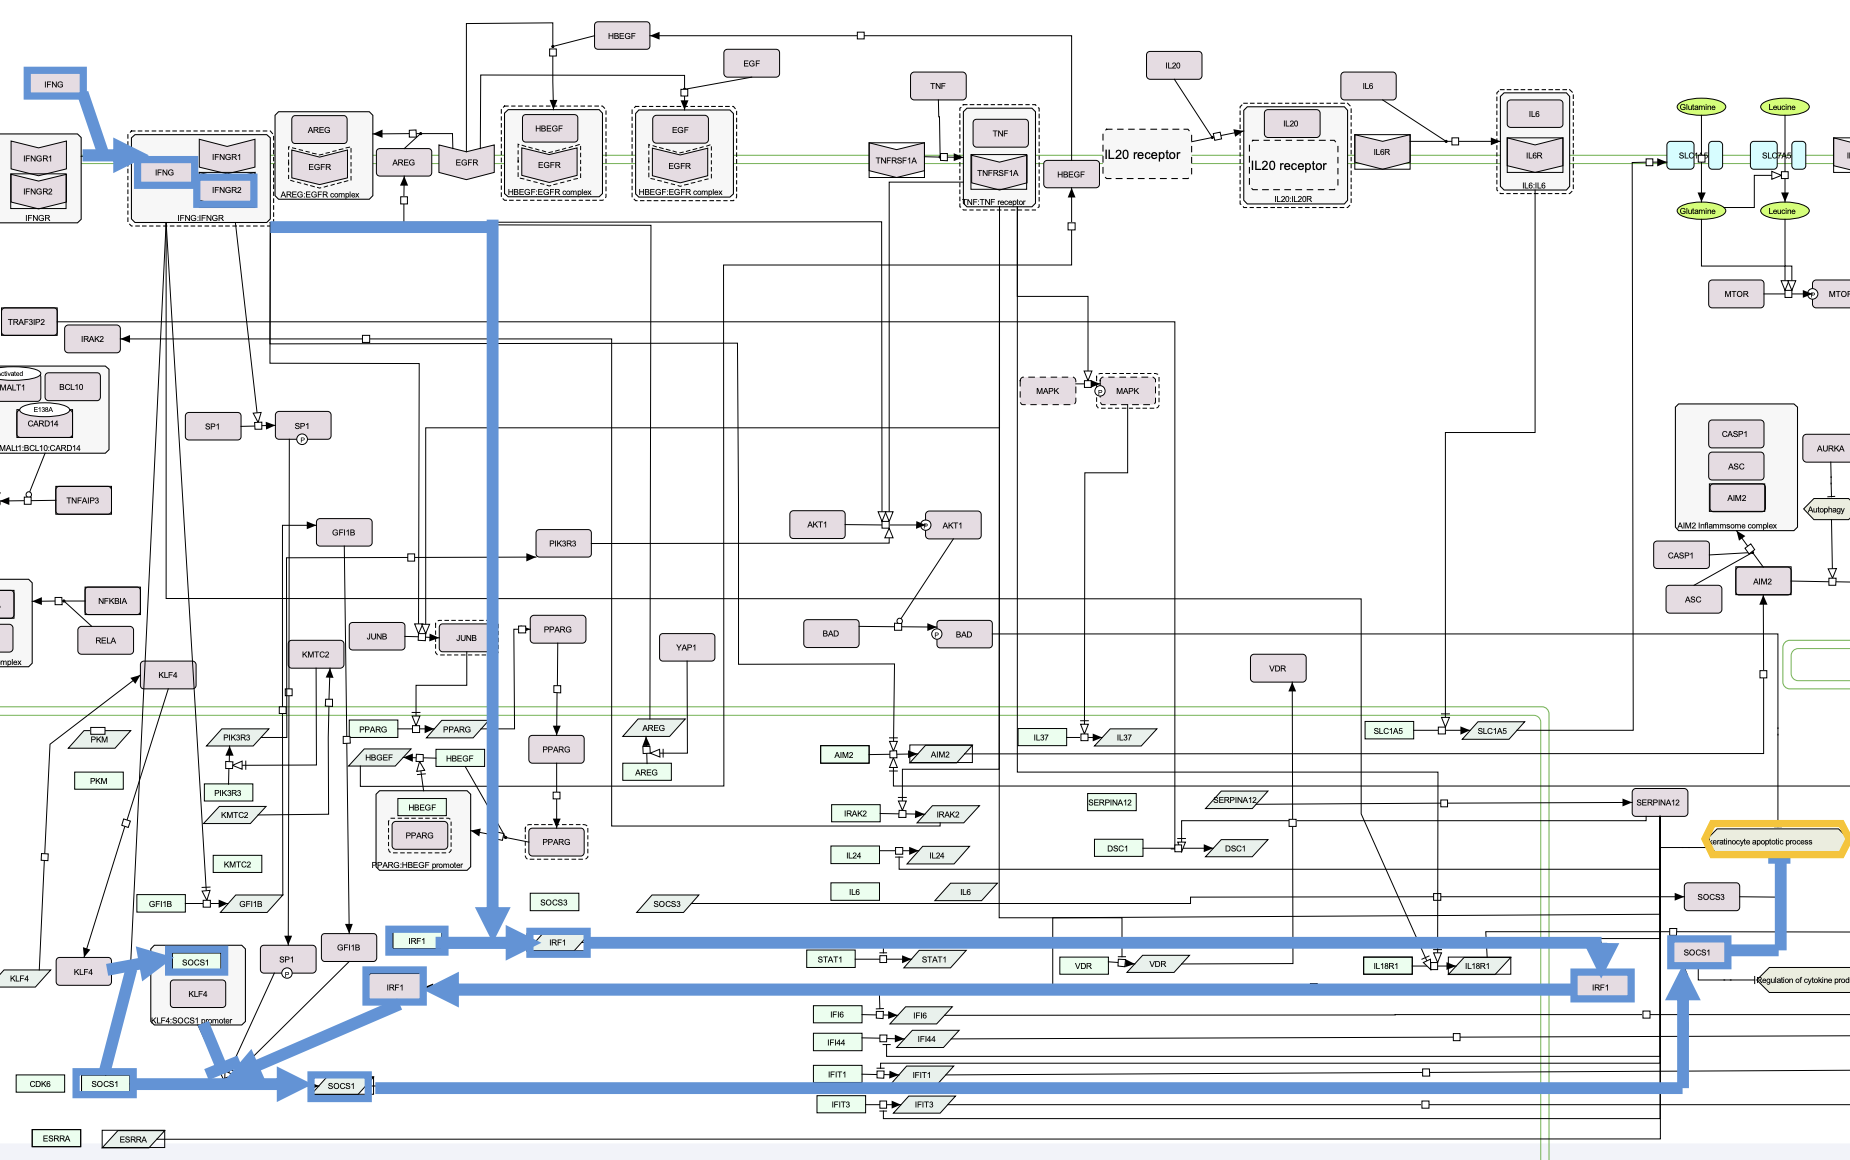 HBEGF
EGF
IL20
IFNG
TNF
IL6
Glutamine
Leucine
AREG
HBEGF
EGF
TNF
IL20
IL6
IFNGR1
IFNGR1
EGFR
AREG
EGFR
EGFR
EGFR
TNFRSF1A
TNFRSF1A
HBEGF
IL20 receptor
IL20 receptor
IL6R
IL6R
IFNG
IFNGR2
IFNGR2
AREG:EGFR complex
HBEGF:EGFR complex
HBEGF:EGFR complex
TNF:TNF receptor
IL20:IL20R
IL6:IL6
IFNGR
IFNG:IFNGR
Glutamine
Leucine
MTOR
MTOR
P
TRAF3IP2
IRAK2
MALT1
BCL10
E138A
CARD14
MALt1:BCL10:CARD14
MAPK
P
MAPK
SP1
SP1
P
CASP1
ASC
AIM2
AIM2 Inflammsome complex
AURKA
Autophagy
TNFAIP3
GFI1B
PIK3R3
AKT1
P
AKT1
CASP1
AIM2
ASC
NFKBIA
RELA
JUNB
JUNB
PPARG
BAD
P
BAD
YAP1
KMTC2
KLF4
VDR
PKM
PIK3R3
PPARG
PPARG
PPARG
AREG
IL37
IL37
SLC1A5
SLC1A5
HBGEF
HBEGF
AREG
AIM2
AIM2
PKM
PIK3R3
KMTC2
HBEGF
PPARG
PPARG:HBEGF promoter
PPARG
IRAK2
IRAK2
SERPINA12
SERPINA12
SERPINA12
KMTC2
IL24
IL24
DSC1
DSC1
keratinocyte apoptotic process
GFI1B
GFI1B
SOCS3
SOCS3
IL6
IL6
SOCS3
IRF1
IRF1
GFI1B
SP1
P
KLF4
KLF4
SOCS1
KLF4
KLF4:SOCS1 promoter
IRF1
STAT1
STAT1
VDR
VDR
IL18R1
IL18R1
SOCS1
IRF1
Regulation of cytokine prod
IFI6
IFI6
IFI44
IFI44
IFIT1
IFIT1
IFIT3
IFIT3
CDK6
SOCS1
SOCS1
ESRRA
ESRRA